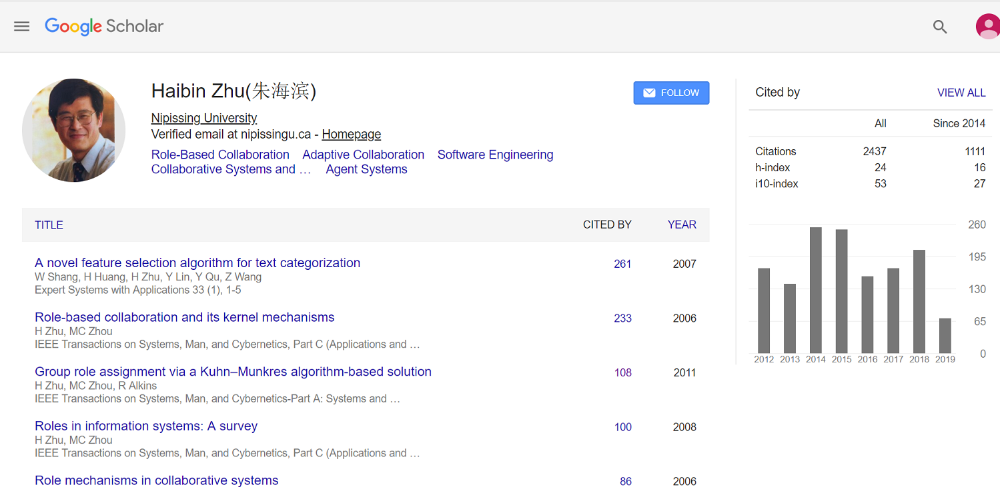 Google Scholar
Haibin Zhu(朱海滨)
FOLLOW
Nipissing University
Verified email at nipissingu.ca - Homepage
Role-Based Collaboration Adaptive Collaboration Software Engineering
Collaborative Systems and … Agent Systems
TITLE CITED BY YEAR
A novel feature selection algorithm for text categorization 261 2007
W Shang, H Huang, H Zhu, Y Lin, Y Qu, Z Wang
Expert Systems with Applications 33 (1), 1-5
Role-based collaboration and its kernel mechanisms 233 2006
H Zhu, MC Zhou
IEEE Transactions on Systems, Man, and Cybernetics, Part C (Applications and …
Group role assignment via a Kuhn–Munkres algorithm-based solution 108 2011
H Zhu, MC Zhou, R Alkins
IEEE Transactions on Systems, Man, and Cybernetics-Part A: Systems and …
Roles in information systems: A survey 100 2008
H Zhu, MC Zhou
IEEE Transactions on Systems, Man, and Cybernetics, Part C (Applications and …
Role mechanisms in collaborative systems 86 2006
Cited by VIEW ALL
All Since 2014
Citations 2437 1111
h-index 24 16
i10-index 53 27
260
195
130
65
0
2012 2013 2014 2015 2016 2017 2018 2019